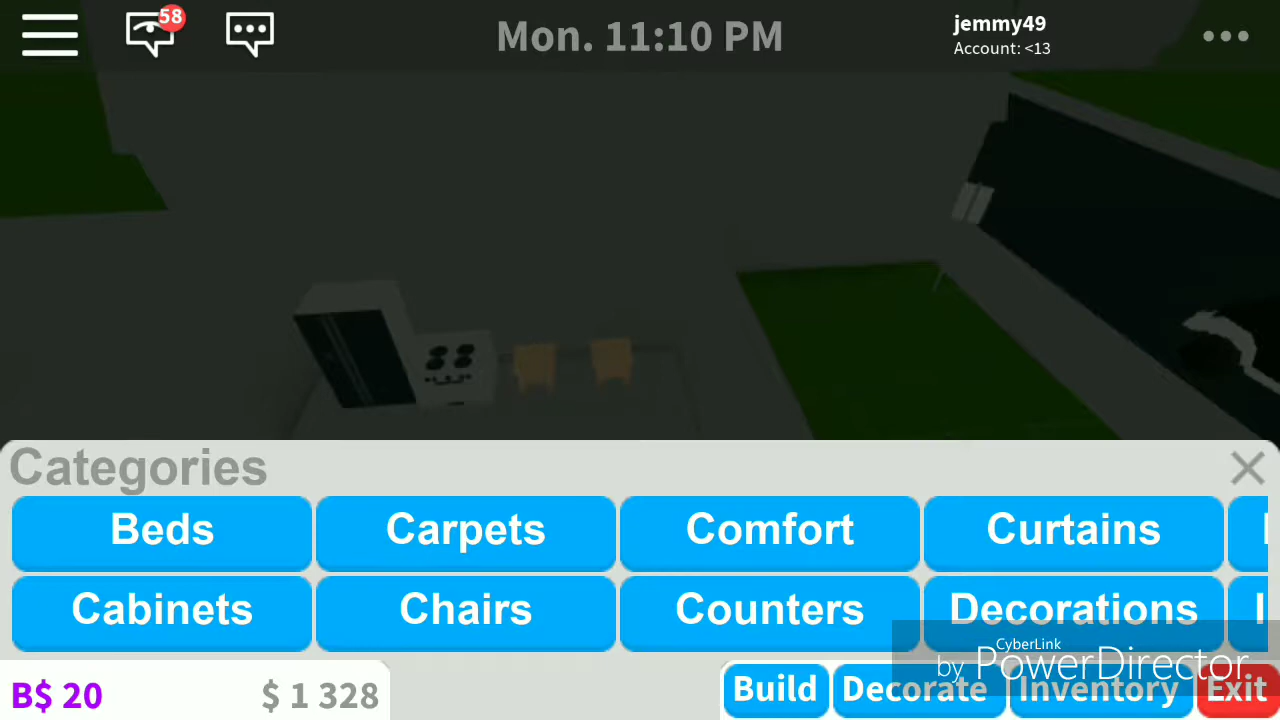 58
Mon. 11:10 PM
jemmy49
Account: <13
Categories
Beds
Carpets
Comfort
Curtains
Cabinets
Chairs
Counters
Decorations
B$ 20
$ 1 328
Build
Decorate
Inventory
Exit
CyberLink
by PowerDirector